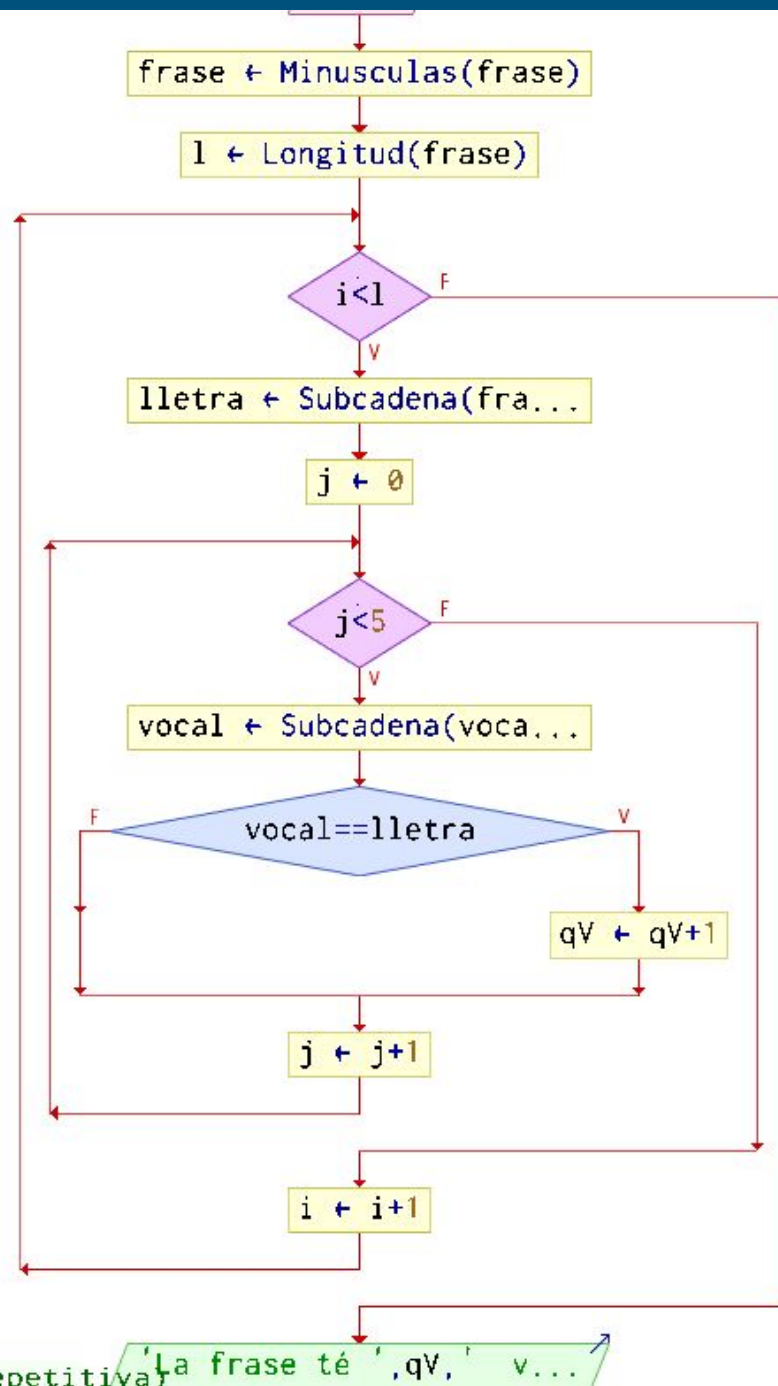 frase ← Minusculas(frase)
l ← Longitud(frase)
i<l
F
V
lletra ← Subcadena(fra...
j ← 0
j<5
F
V
vocal ← Subcadena(voca...
F
vocal==lletra
V
qV ← qV+1
j ← j+1
i ← i+1
'La frase té ',qV,' v...
epetitiva)